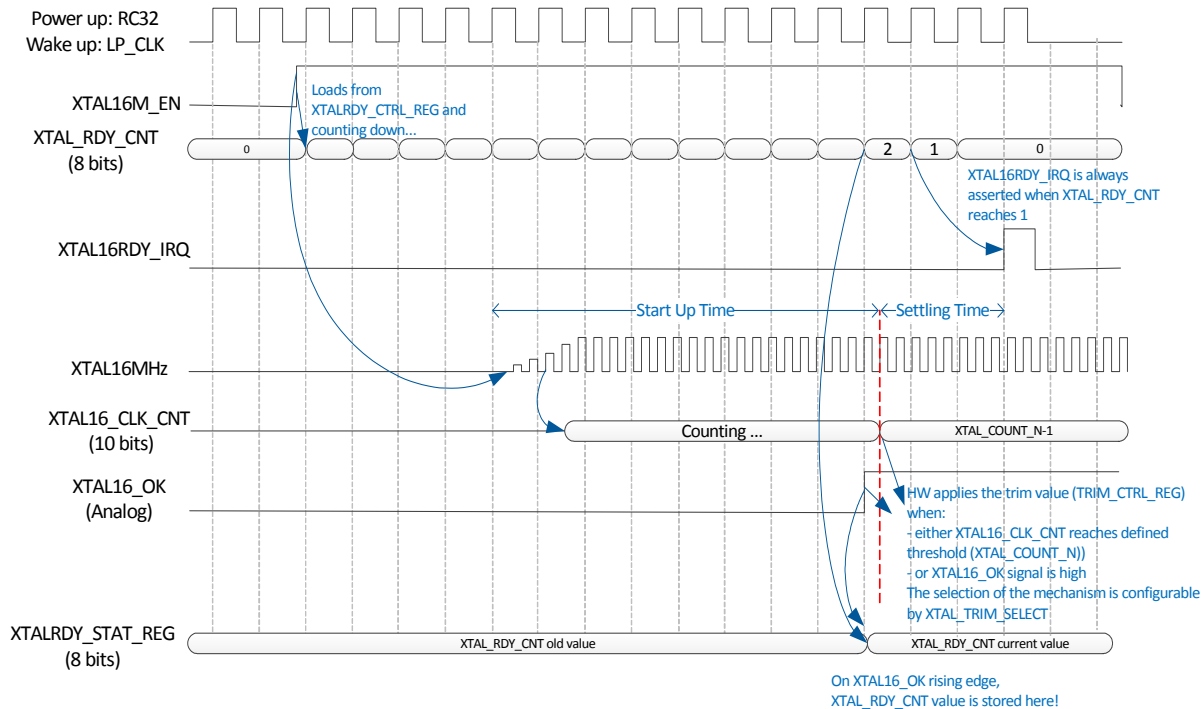 Power up: RC32
Wake up: LP_CLK
XTAL16M_EN
Loads from
XTALRDY_CTRL_REG and
counting down...
XTAL_RDY_CNT
(8 bits)
0
2
1
0
XTAL16RDY_IRQ is always
asserted when XTAL_RDY_CNT
reaches 1
XTAL16RDY_IRQ
Start Up Time
Settling Time
XTAL16MHz
XTAL16_CLK_CNT
(10 bits)
Counting ...
XTAL_COUNT_N-1
XTAL16_OK
(Analog)
HW applies the trim value (TRIM_CTRL_REG)
when:
- either XTAL16_CLK_CNT reaches defined
threshold (XTAL_COUNT_N))
- or XTAL16_OK signal is high
The selection of the mechanism is configurable
by XTAL_TRIM_SELECT
XTALRDY_STAT_REG
(8 bits)
XTAL_RDY_CNT old value
XTAL_RDY_CNT current value
On XTAL16_OK rising edge,
XTAL_RDY_CNT value is stored here!